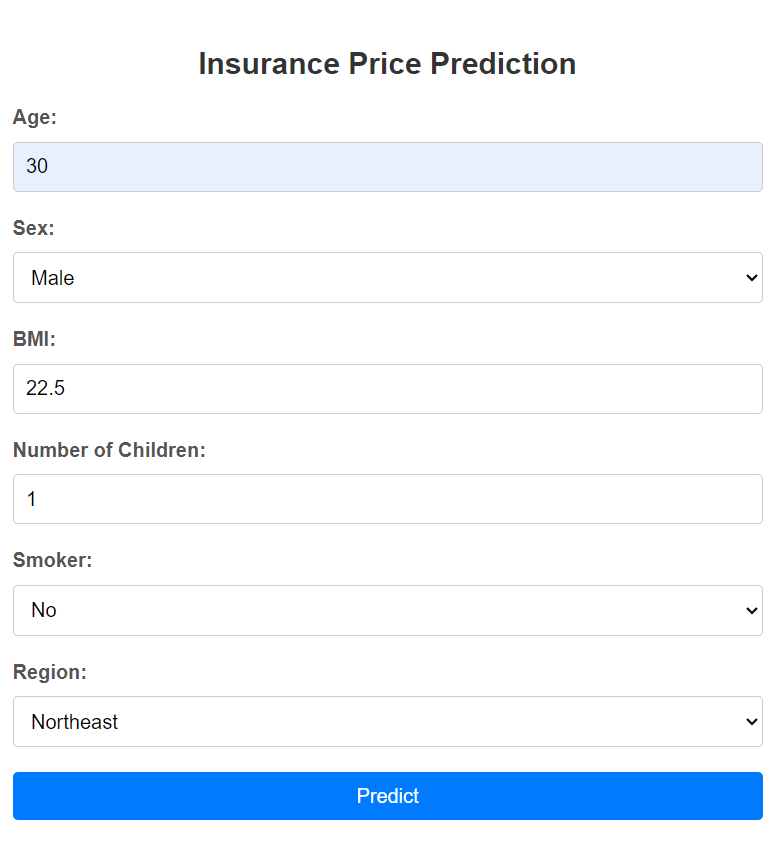 Insurance Price Prediction
Age:
30
Sex:
Male
BMI:
22.5
Number of Children:
1
Smoker:
No
Region:
Northeast
Predict